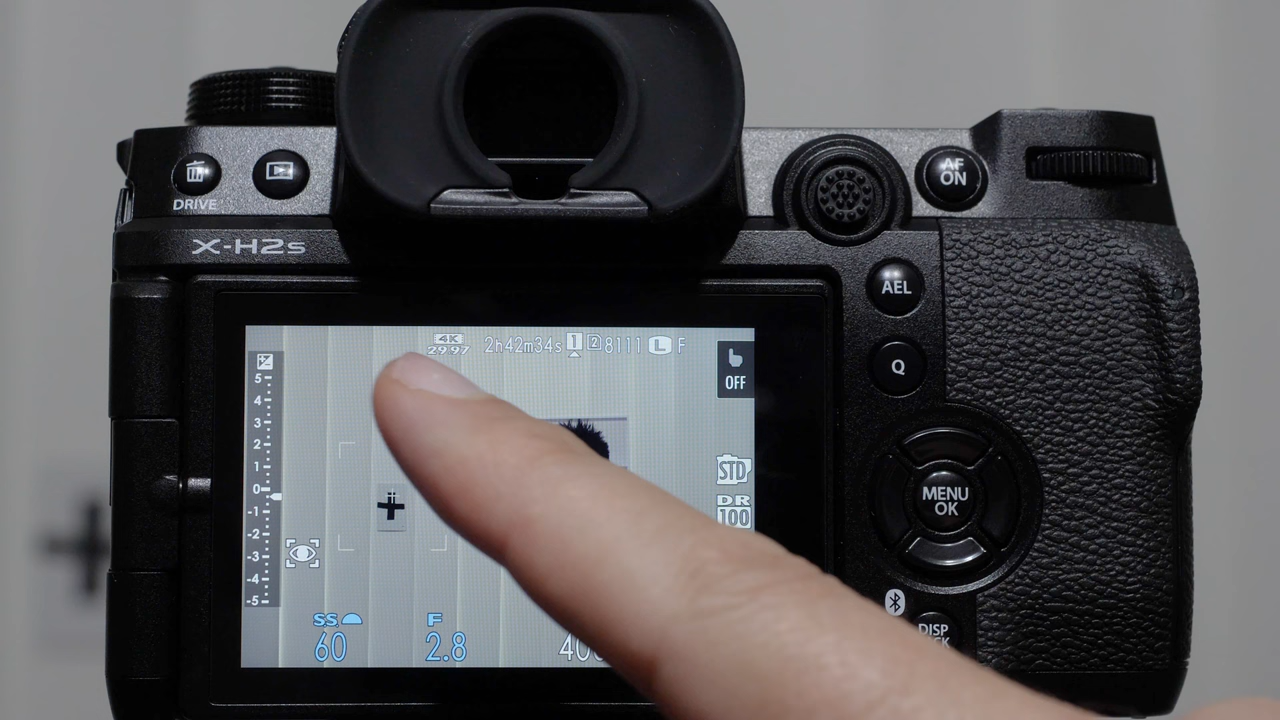 DRIVE
X-H2s
AF
ON
AEL
Q
MENU
OK
DISP
4K
29.97
2h42m34s 1 2 8111 L F
OFF
5
4
3
2
1
0
-1
-2
-3
-4
-5
STD
DR
100
SS F
60 2.8